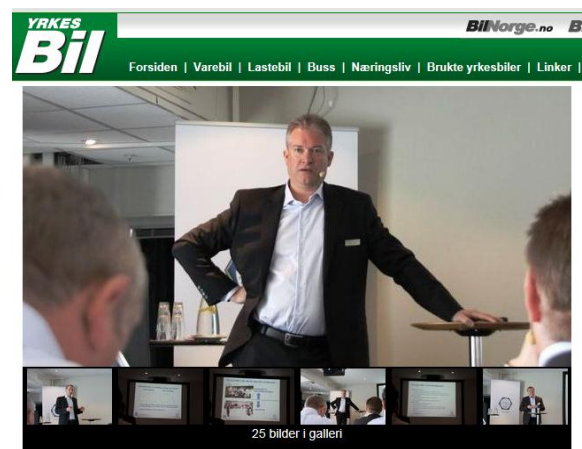 YRKES
Bil
BilNorge.no B
Forsiden | Varebil | Lastebil | Buss | Næringsliv | Brukte yrkesbiler | Linker |
25 bilder i galleri